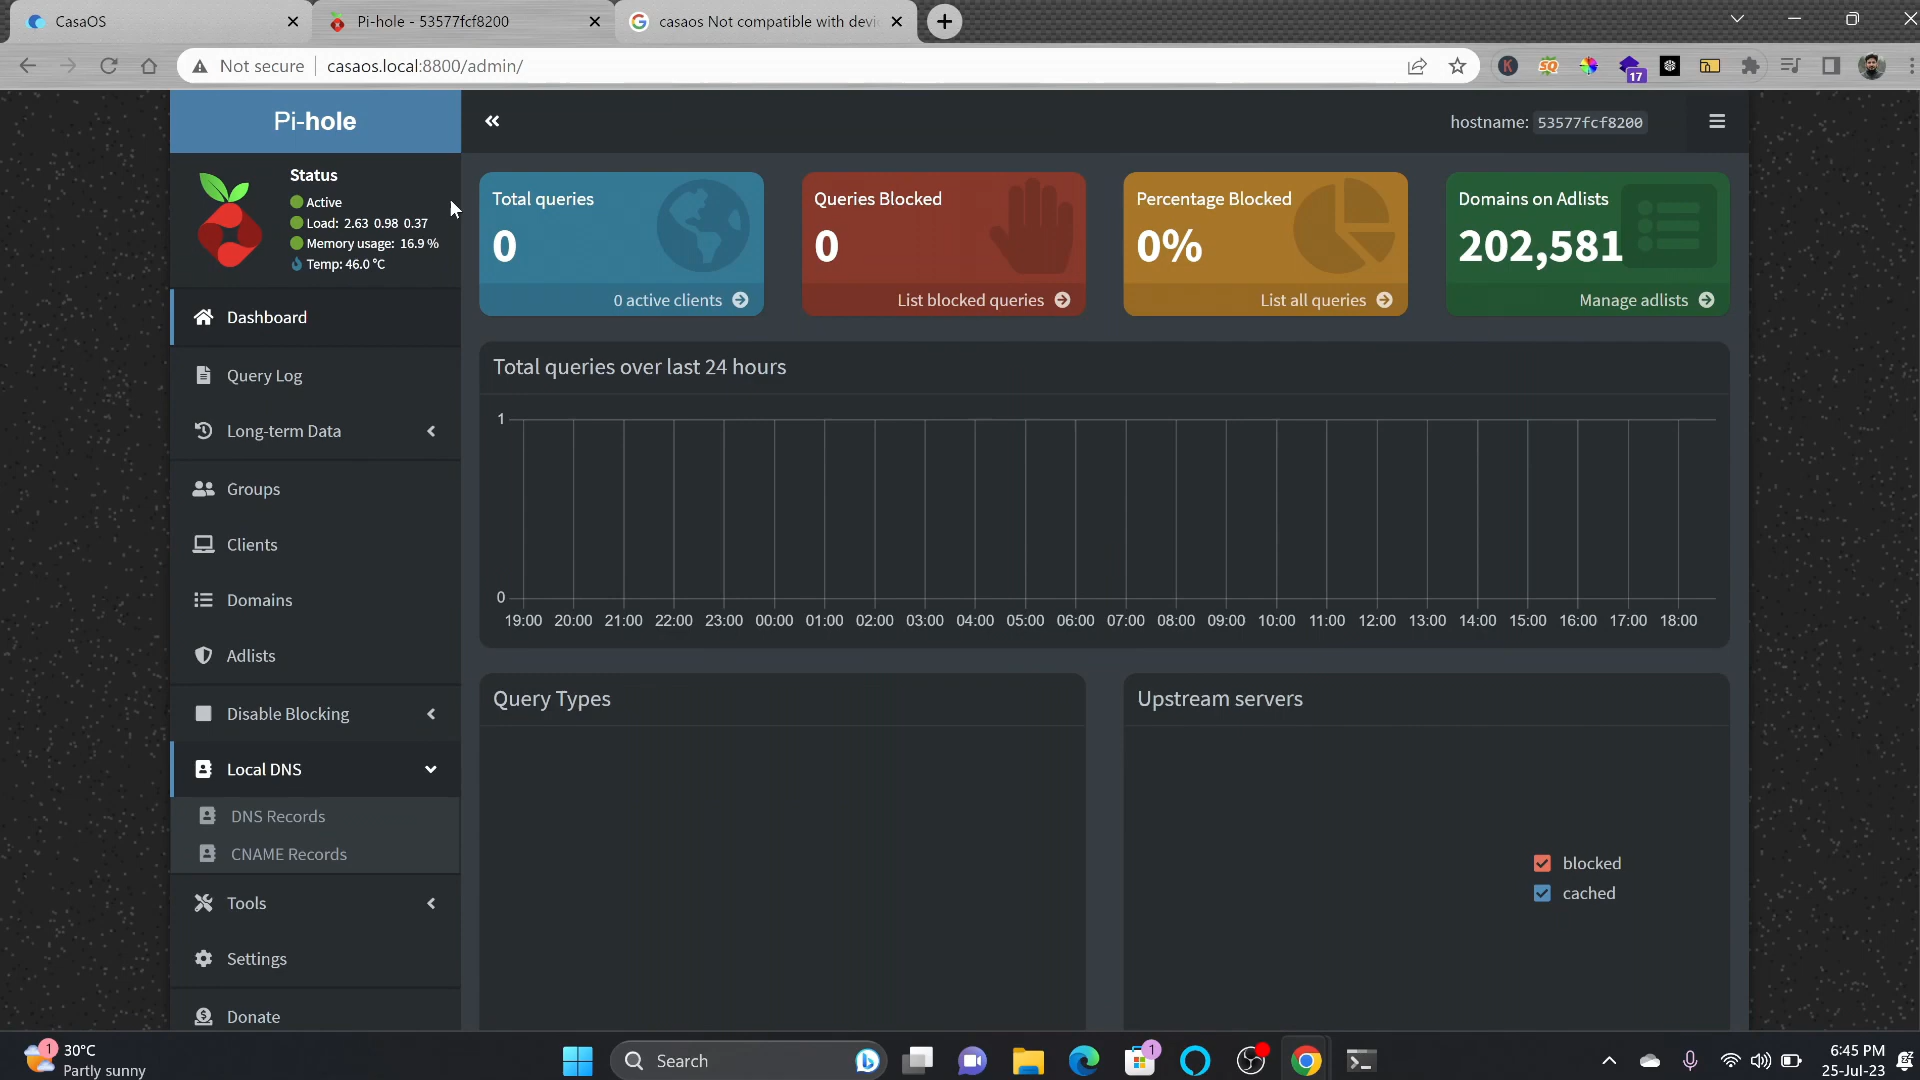 CasaOS
Pi-hole - 53577fcf8200
casaos Not compatible with devi
Not secure
casaos.local:8800/admin/
17
Pi-hole
hostname: 53577fcf8200
Status
Active
Load: 2.63 0.98 0.37
Memory usage: 16.9 %
Temp: 46.0 °C
Total queries
0
0 active clients
Queries Blocked
0
List blocked queries
Percentage Blocked
0%
List all queries
Domains on Adlists
202,581
Manage adlists
Dashboard
Query Log
Long-term Data
Groups
Clients
Domains
Adlists
Disable Blocking
Local DNS
DNS Records
CNAME Records
Tools
Settings
Donate
Total queries over last 24 hours
1
0
19:00 20:00 21:00 22:00 23:00 00:00 01:00 02:00 03:00 04:00 05:00 06:00 07:00 08:00 09:00 10:00 11:00 12:00 13:00 14:00 15:00 16:00 17:00 18:00
Query Types
Upstream servers
blocked
cached
1
30°C
Partly sunny
Search
1
6:45 PM
25-Jul-23